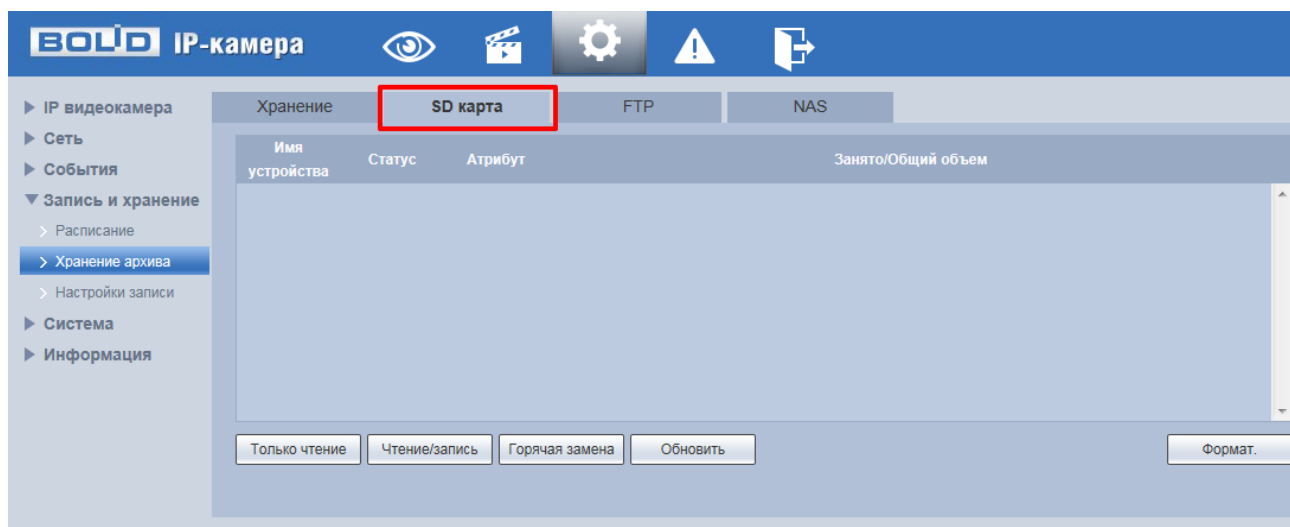 BOLID IP-камера
IP видеокамера
Сеть
События
Запись и хранение
Расписание
Хранение архива
Настройки записи
Система
Информация
Хранение SD карта FTP NAS
Имя устройства Статус Атрибут Занято/Общий объем
Только чтение Чтение/запись Горячая замена Обновить Формат.